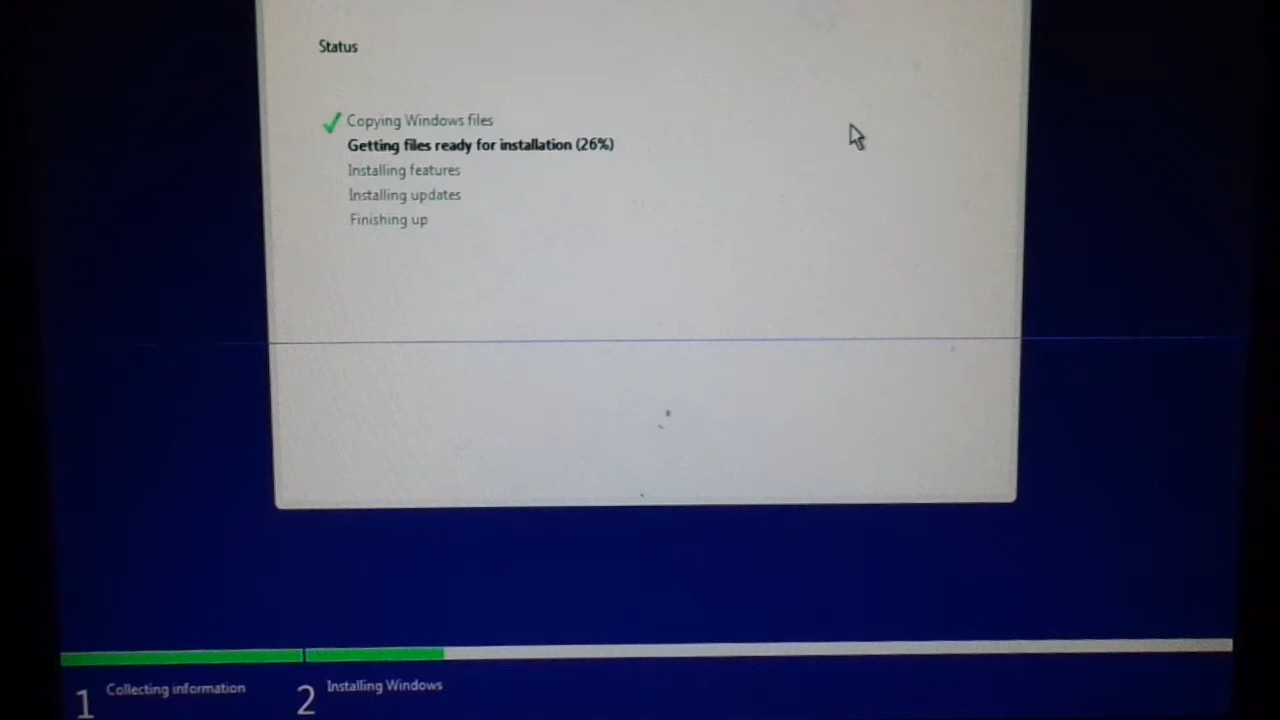 Status
Copying Windows files
Getting files ready for installation (26%)
Installing features
Installing updates
Finishing up
1 Collecting information
2 Installing Windows